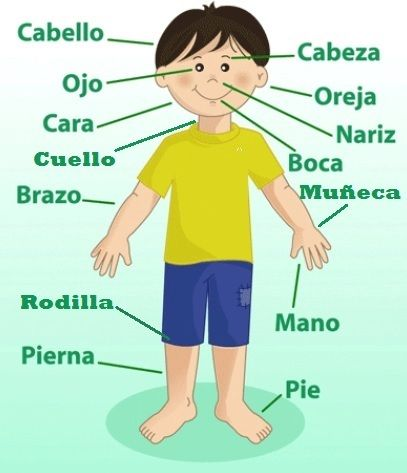 Cabello
Cabeza
Ojo
Oreja
Cara
Nariz
Cuello
Boca
Brazo
Muñeca
Rodilla
Mano
Pierna
Pie